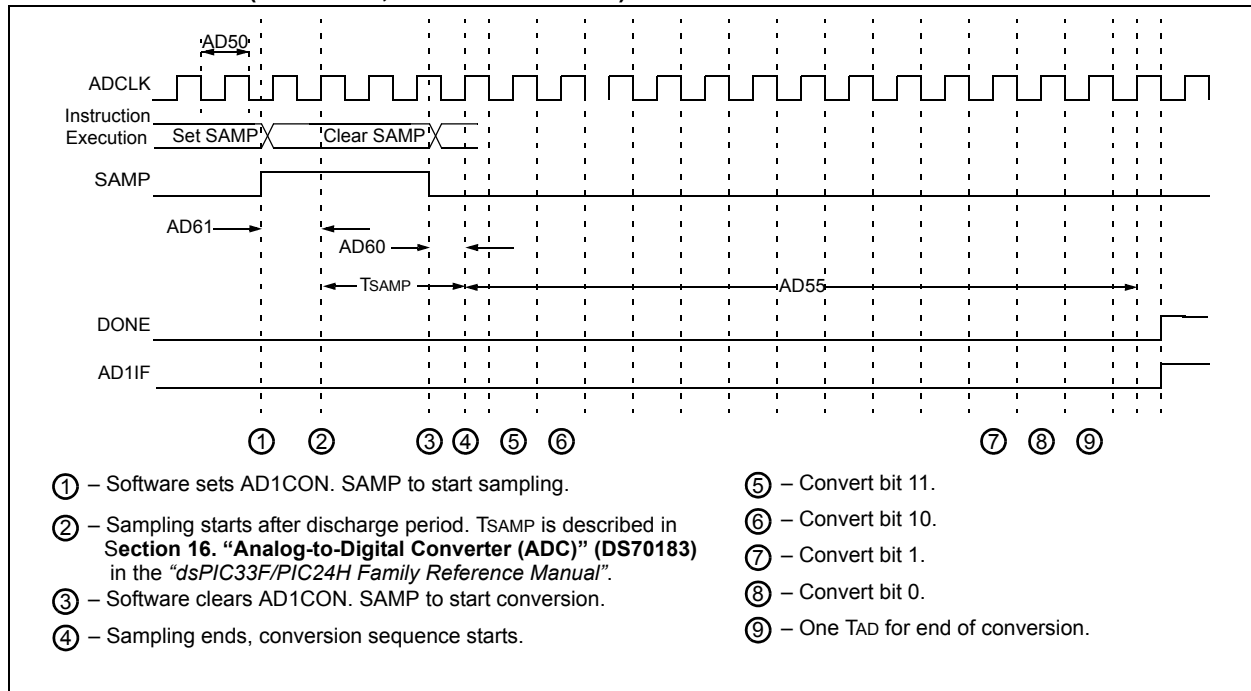 AD50
ADCLK
Instruction
Execution
Set SAMP
Clear SAMP
SAMP
AD61
AD60
TSAMP
AD55
DONE
AD1IF
1 2 3 4 5 6 7 8 9
1 – Software sets AD1CON. SAMP to start sampling.
2 – Sampling starts after discharge period. TSAMP is described in
Section 16. “Analog-to-Digital Converter (ADC)” (DS70183)
in the “dsPIC33F/PIC24H Family Reference Manual”.
3 – Software clears AD1CON. SAMP to start conversion.
4 – Sampling ends, conversion sequence starts.
5 – Convert bit 11.
6 – Convert bit 10.
7 – Convert bit 1.
8 – Convert bit 0.
9 – One TAD for end of conversion.